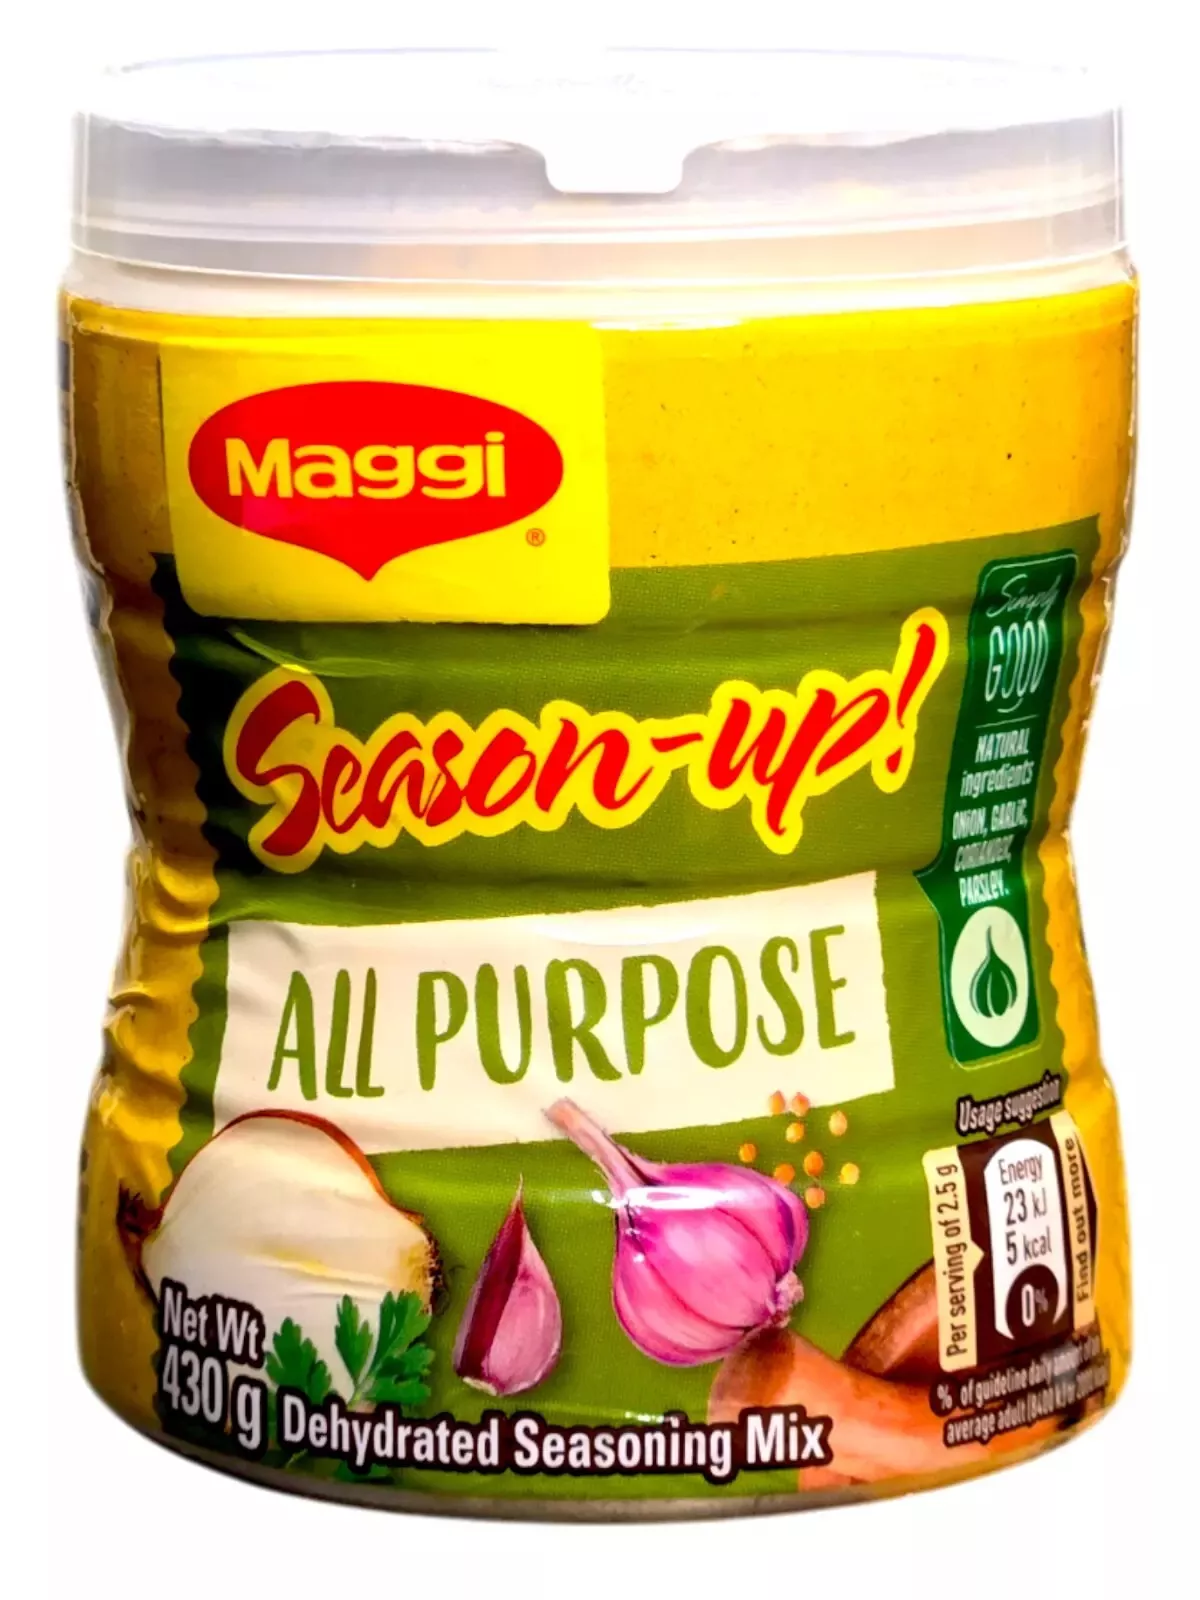 Maggi
®
Season-up!
ALL PURPOSE
Simply
GOOD
NATURAL
ingredients
ONION, GARLIC,
CORIANDER,
PARSLEY.
Usage suggestion
Per serving of 2.5 g
Energy
23 kJ
5 kcal
0%
Find out more
% of guideline daily amount of an
average adult (8400 kJ
Net Wt
430 g
Dehydrated Seasoning Mix